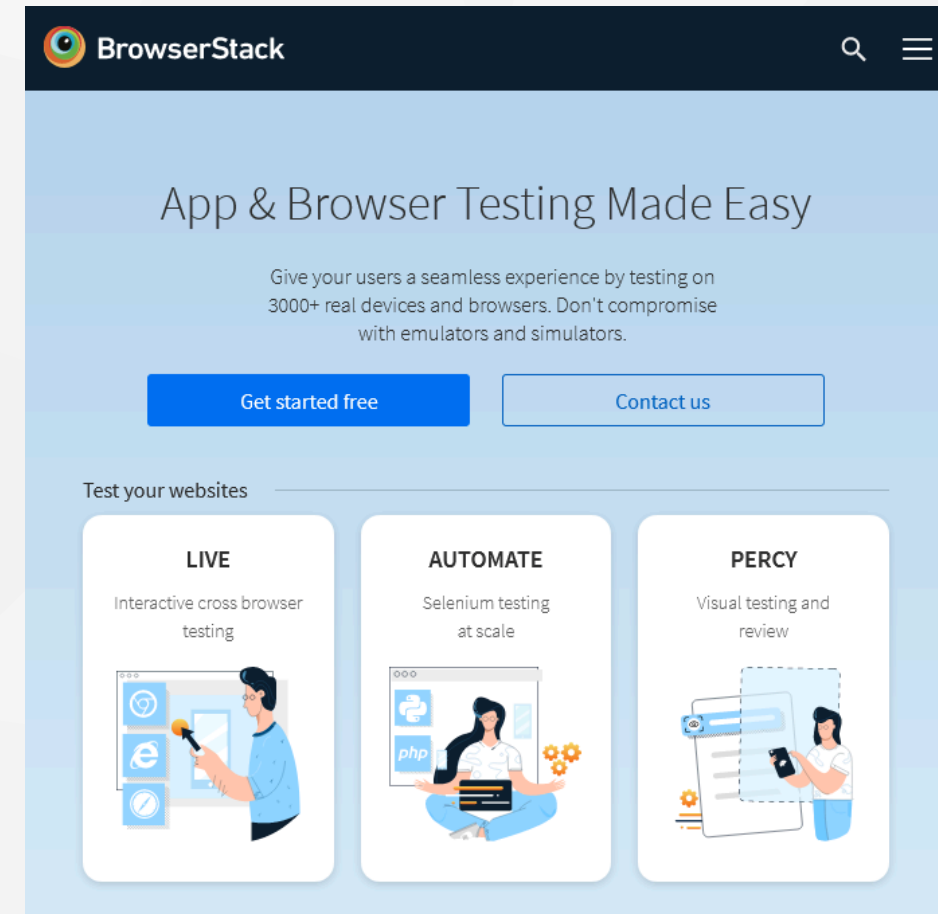 BrowserStack
App & Browser Testing Made Easy
Give your users a seamless experience by testing on
3000+ real devices and browsers. Don't compromise
with emulators and simulators.
Get started free
Contact us
Test your websites
LIVE
Interactive cross browser
testing
AUTOMATE
Selenium testing
at scale
php
PERCY
Visual testing and
review